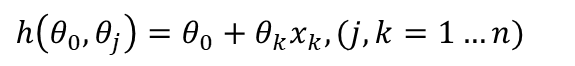 h(θ₀, θⱼ) = θ₀ + θₖxₖ, (j, k = 1 … n)